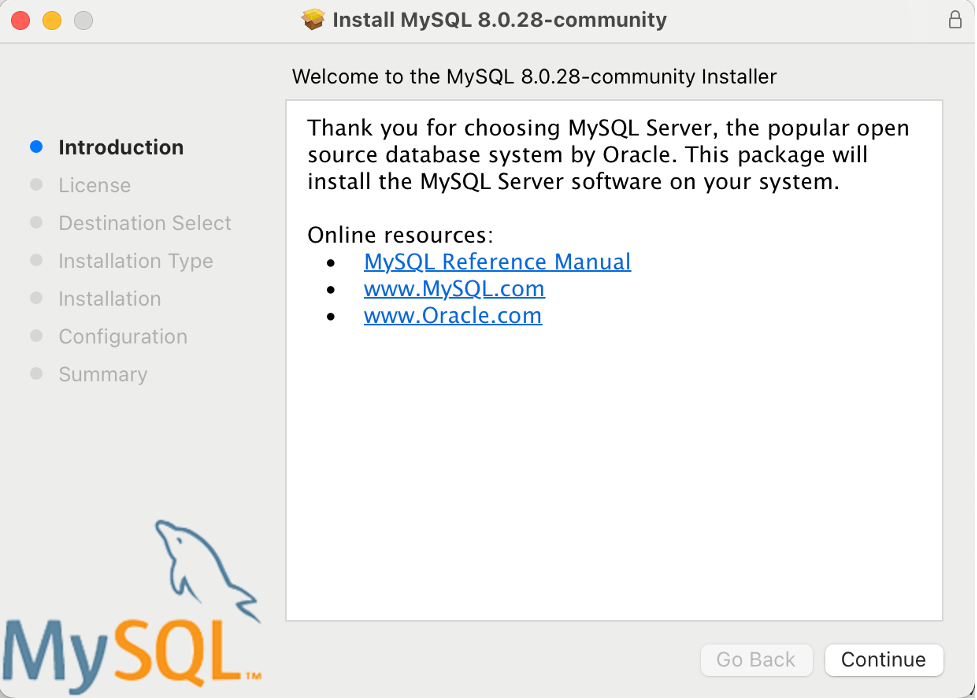 Install MySQL 8.0.28-community
Welcome to the MySQL 8.0.28-community Installer
Introduction
License
Destination Select
Installation Type
Installation
Configuration
Summary
Thank you for choosing MySQL Server, the popular open
source database system by Oracle. This package will
install the MySQL Server software on your system.
Online resources:
• MySQL Reference Manual
• www.MySQL.com
• www.Oracle.com
MySQL™
Go Back
Continue